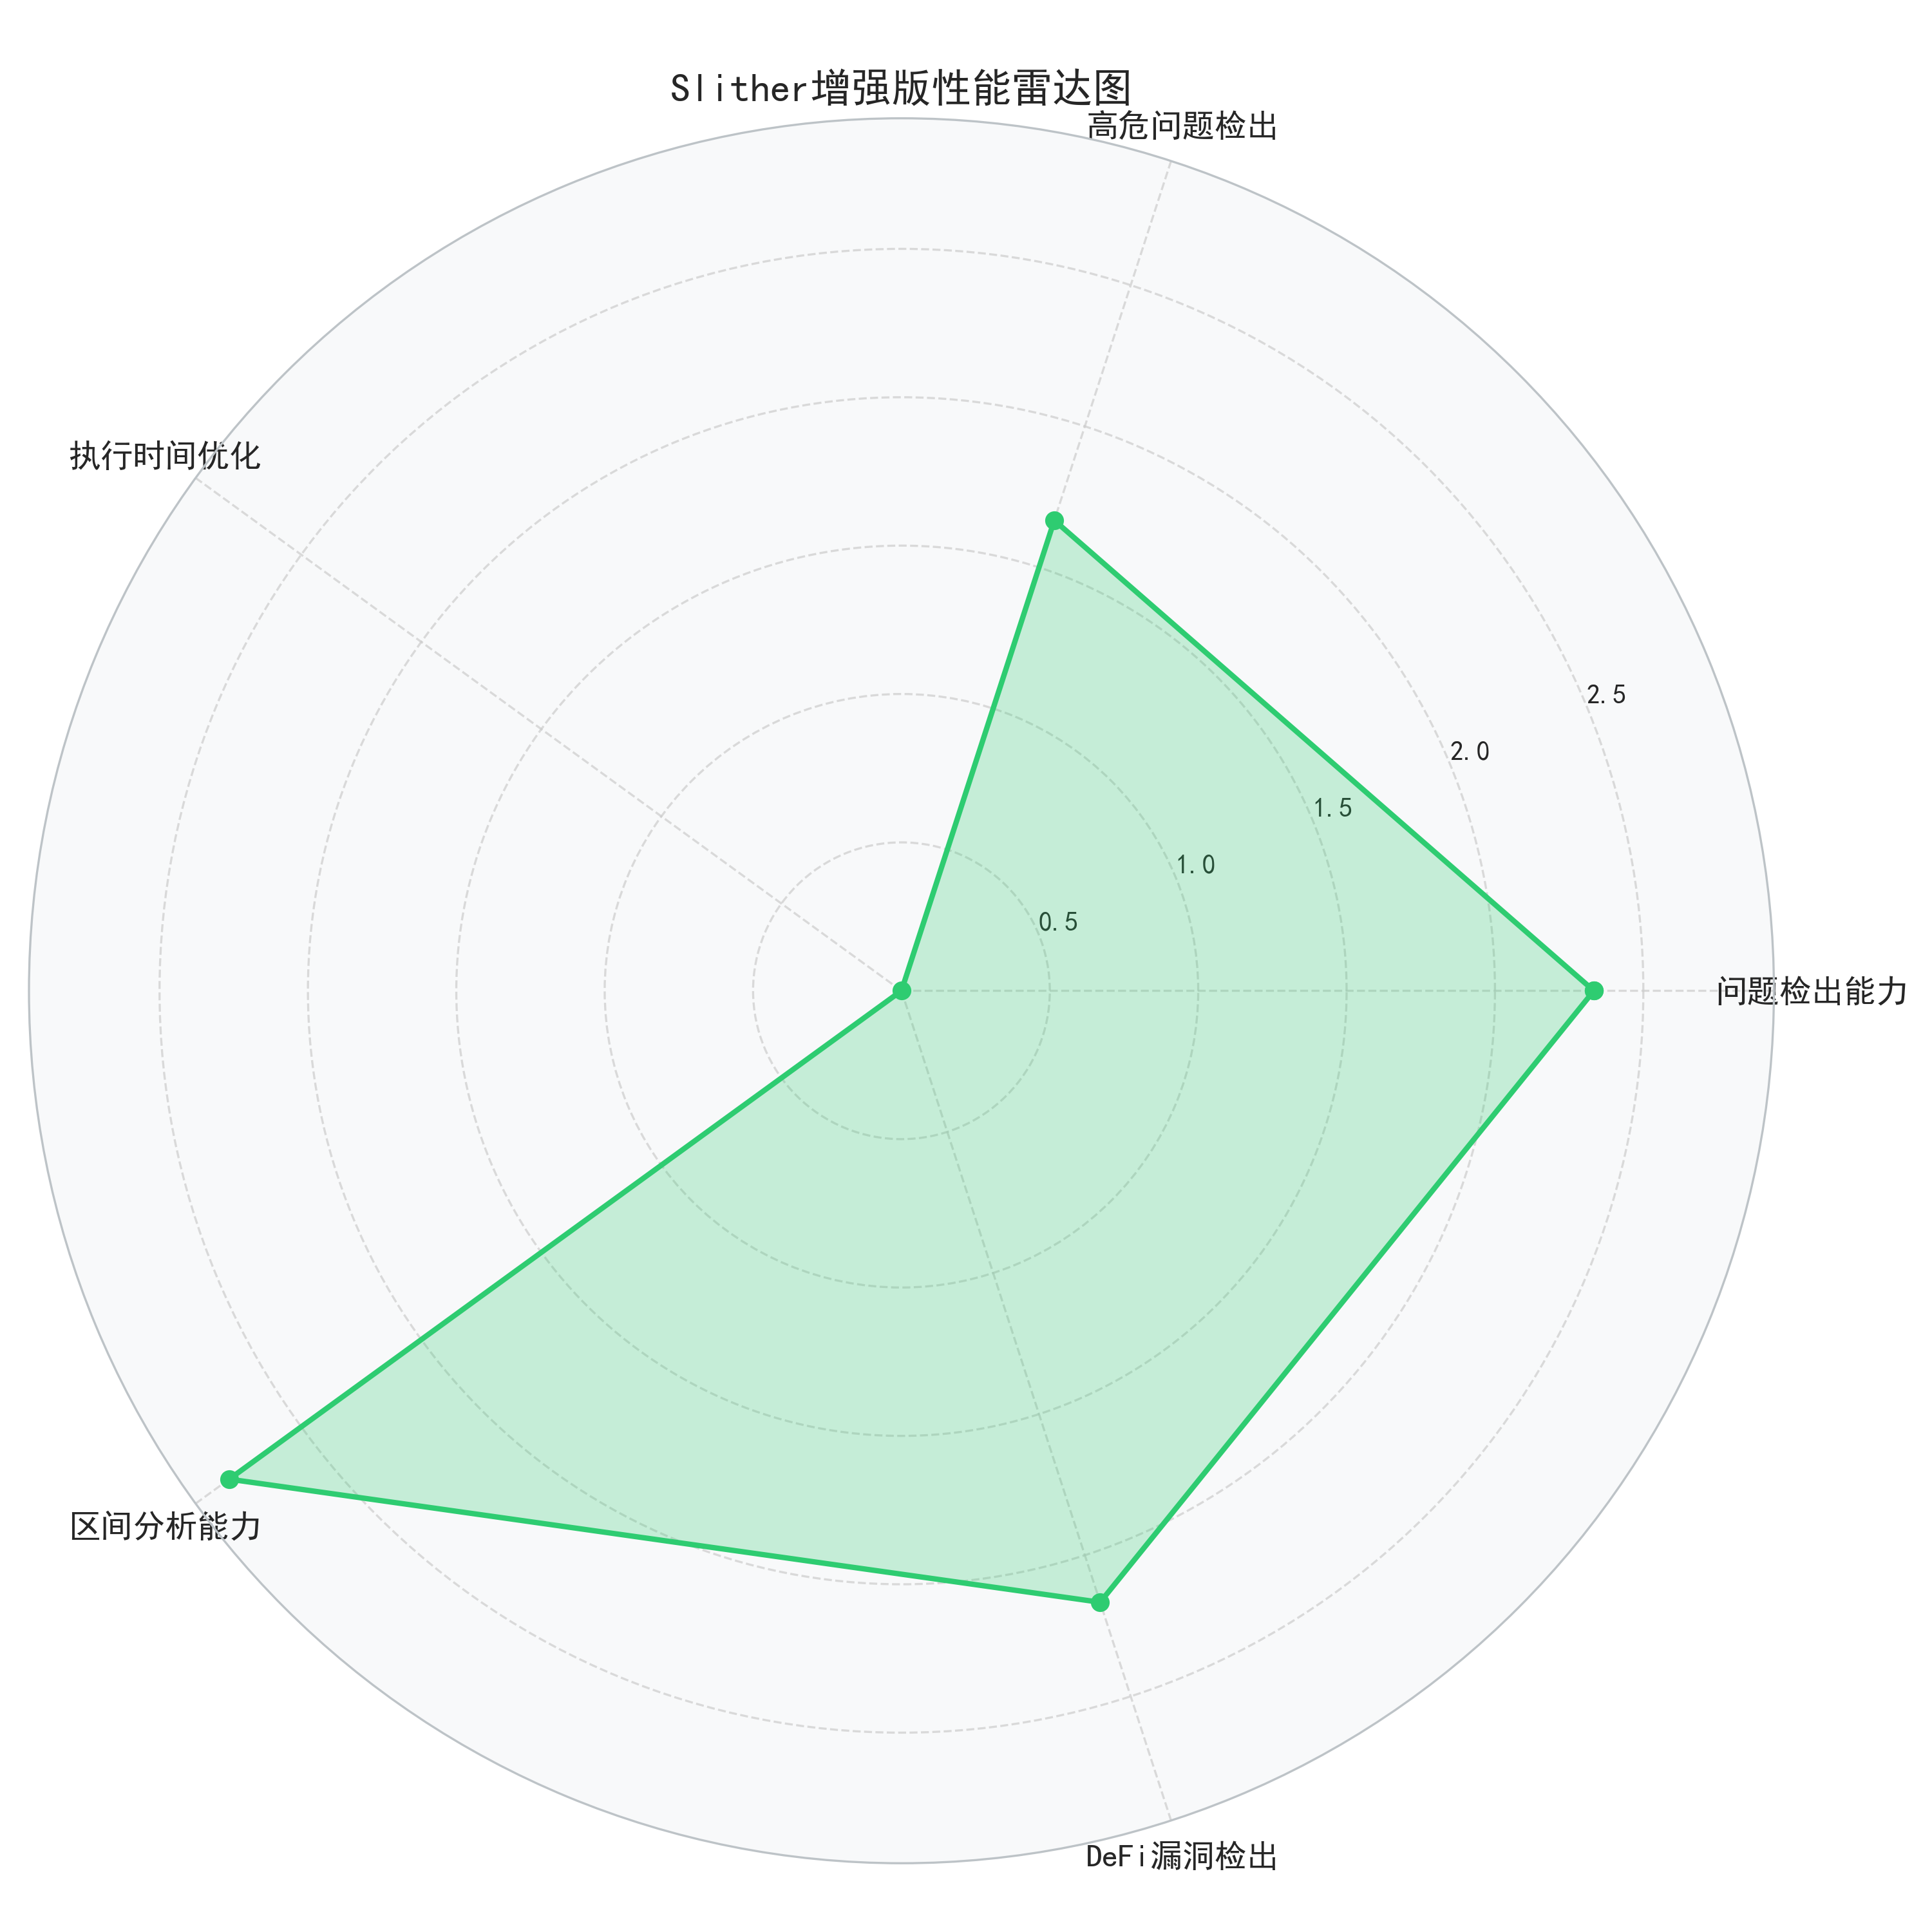 Slither增强版性能雷达图
高危问题检出
执行时间优化
2.5
2.0
1.5
1.0
0.5
问题检出能力
区间分析能力
DeFi漏洞检出